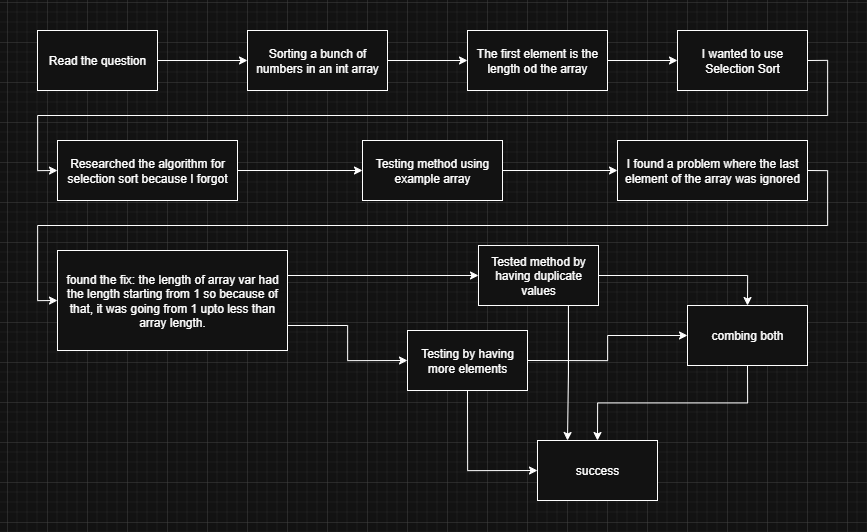 Read the question
Sorting a bunch of
numbers in an int array
The first element is the
length od the array
I wanted to use
Selection Sort
Researched the algorithm for
selection sort because I forgot
Testing method using
example array
I found a problem where the last
element of the array was ignored
found the fix: the length of array var had
the length starting from 1 so because of
that, it was going from 1 upto less than
array length.
Tested method by
having duplicate
values
Testing by having
more elements
combing both
success